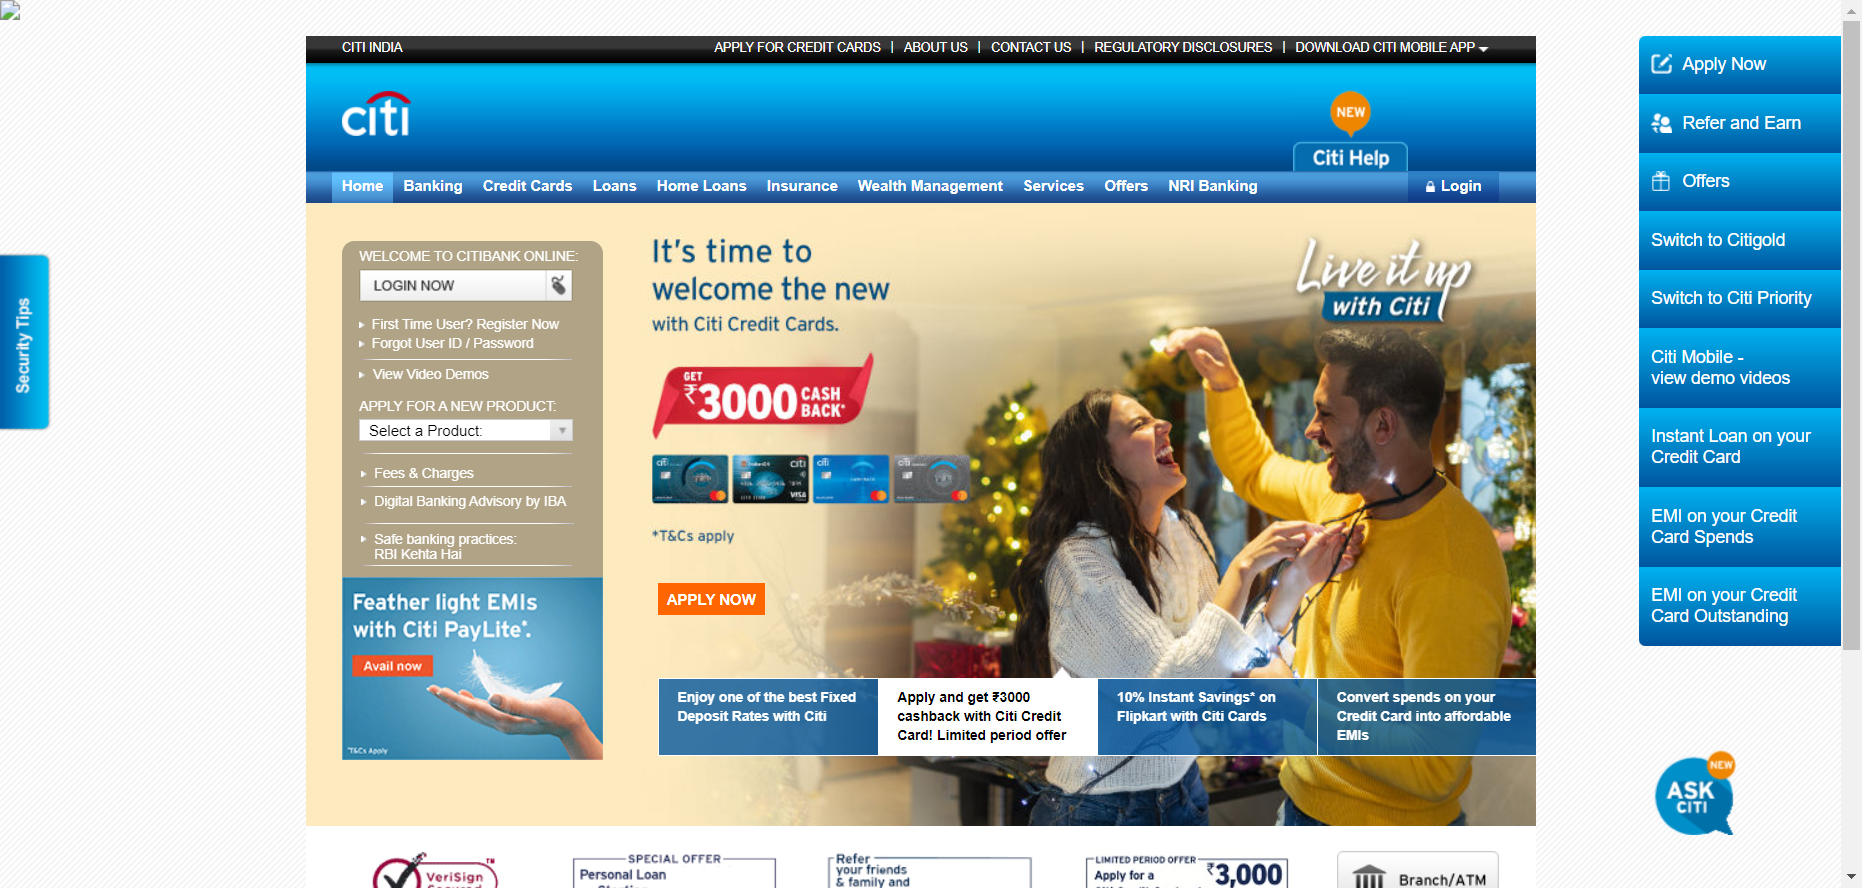 CITI INDIA
APPLY FOR CREDIT CARDS | ABOUT US | CONTACT US | REGULATORY DISCLOSURES | DOWNLOAD CITI MOBILE APP
citi
NEW
Citi Help
Home Banking Credit Cards Loans Home Loans Insurance Wealth Management Services Offers NRI Banking Login
Security Tips
WELCOME TO CITIBANK ONLINE:
LOGIN NOW
First Time User? Register Now
Forgot User ID / Password
View Video Demos
APPLY FOR A NEW PRODUCT:
Select a Product:
Fees & Charges
Digital Banking Advisory by IBA
Safe banking practices:
RBI Kehta Hai
Feather light EMIs
with Citi PayLite*.
Avail now
*T&Cs Apply
It's time to
welcome the new
with Citi Credit Cards.
GET
₹3000 CASH
BACK*
citi
citi
VISA
citi
citi
*T&Cs apply
APPLY NOW
Live it up
with Citi
Enjoy one of the best Fixed
Deposit Rates with Citi
Apply and get ₹3000
cashback with Citi Credit
Card! Limited period offer
10% Instant Savings* on
Flipkart with Citi Cards
Convert spends on your
Credit Card into affordable
EMIs
Apply Now
Refer and Earn
Offers
Switch to Citigold
Switch to Citi Priority
Citi Mobile -
view demo videos
Instant Loan on your
Credit Card
EMI on your Credit
Card Spends
EMI on your Credit
Card Outstanding
NEW
ASK
CITI
VeriSign
TM
SPECIAL OFFER
Personal Loan
Refer
your friends
& family and
LIMITED PERIOD OFFER
Apply for a
₹3,000
Branch/ATM